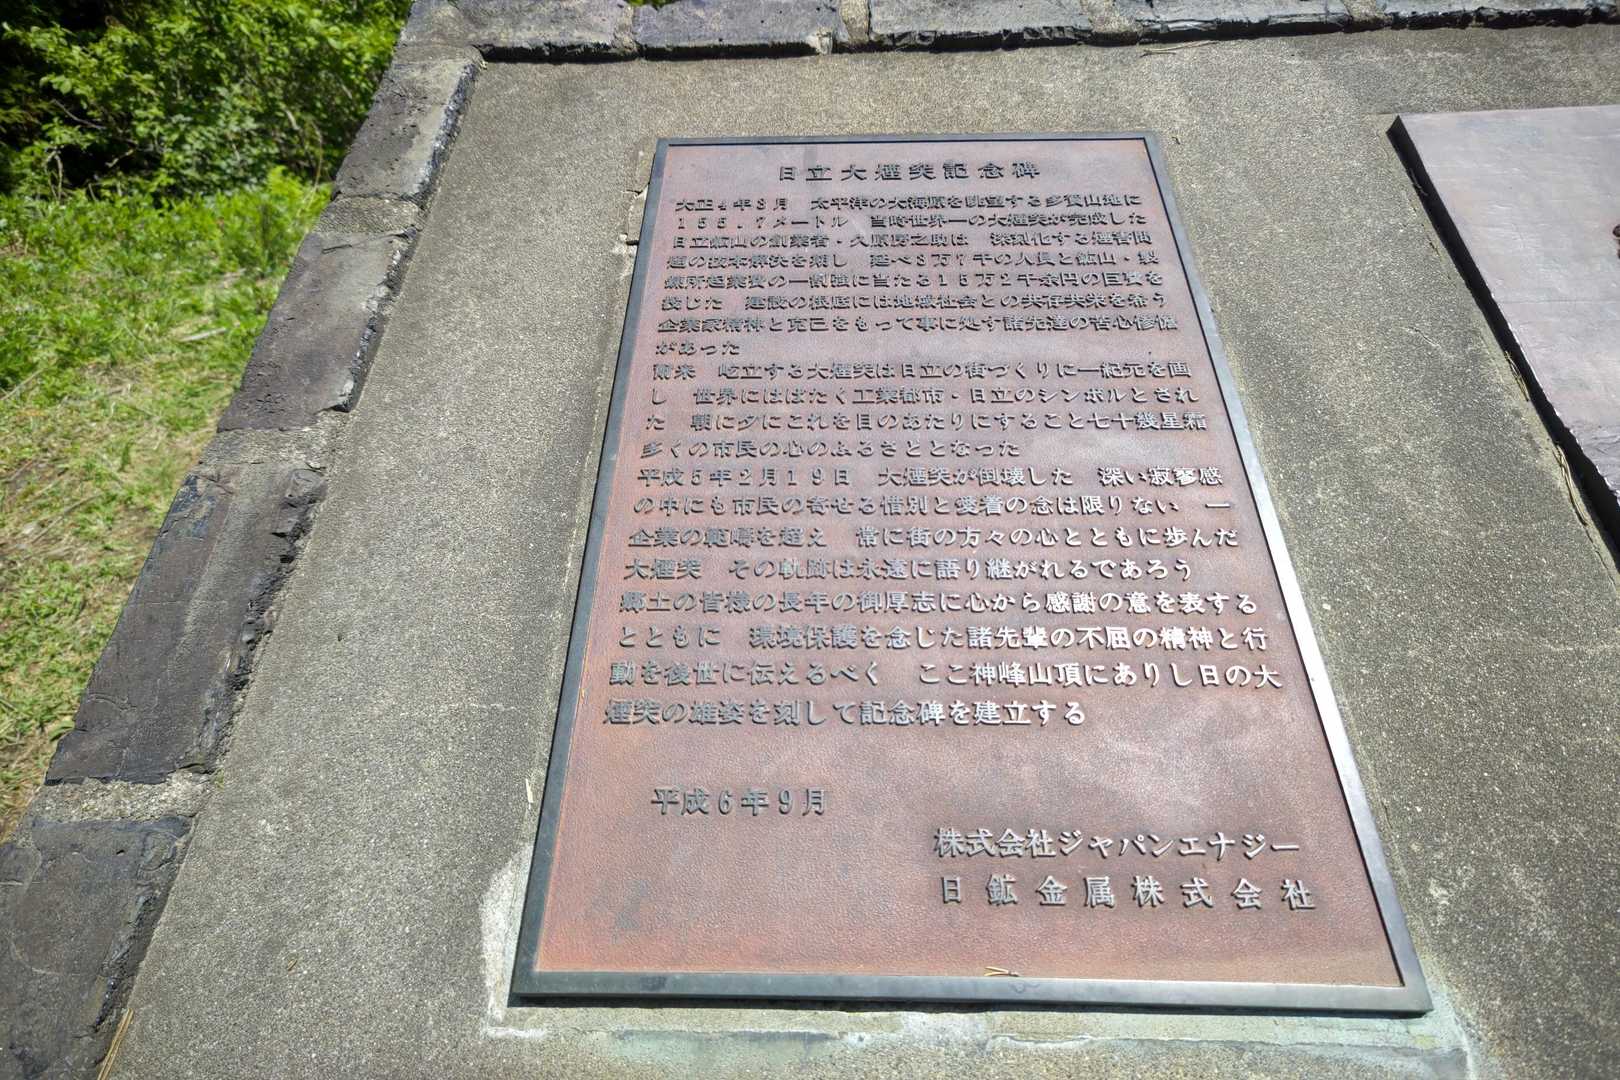 日立大煙突記念碑
大正4年3月　太平洋の大海原を眺望する多賀山地に
155.7メートル　当時世界一の大煙突が完成した
日立鉱山の創業者・久原房之助は　深刻化する煙害問
題の抜本解決を期し　延べ3万7千の人員と鉱山・製
錬所起業費の一割強に当たる15万2千余円の巨費を
投じた　建設の根底には地域社会との共存共栄を希う
企業家精神と克己をもって事に処す諸先達の苦心惨憺
があった
爾来　屹立する大煙突は日立の街づくりに一紀元を画
し　世界にはばたく工業都市・日立のシンボルとされ
た　朝に夕にこれを目のあたりにすること七十幾星霜
多くの市民の心のふるさととなった
平成5年2月19日　大煙突が倒壊した　深い寂寥感
の中にも市民の寄せる惜別と愛着の念は限りない　一
企業の範疇を超え　常に街の方々の心とともに歩んだ
大煙突　その軌跡は永遠に語り継がれるであろう
郷土の皆様の長年の御厚志に心から感謝の意を表する
とともに　環境保護を念じた諸先輩の不屈の精神と行
動を後世に伝えるべく　ここ神峰山頂にありし日の大
煙突の雄姿を刻して記念碑を建立する
平成6年9月
株式会社ジャパンエナジー
日鉱金属株式会社